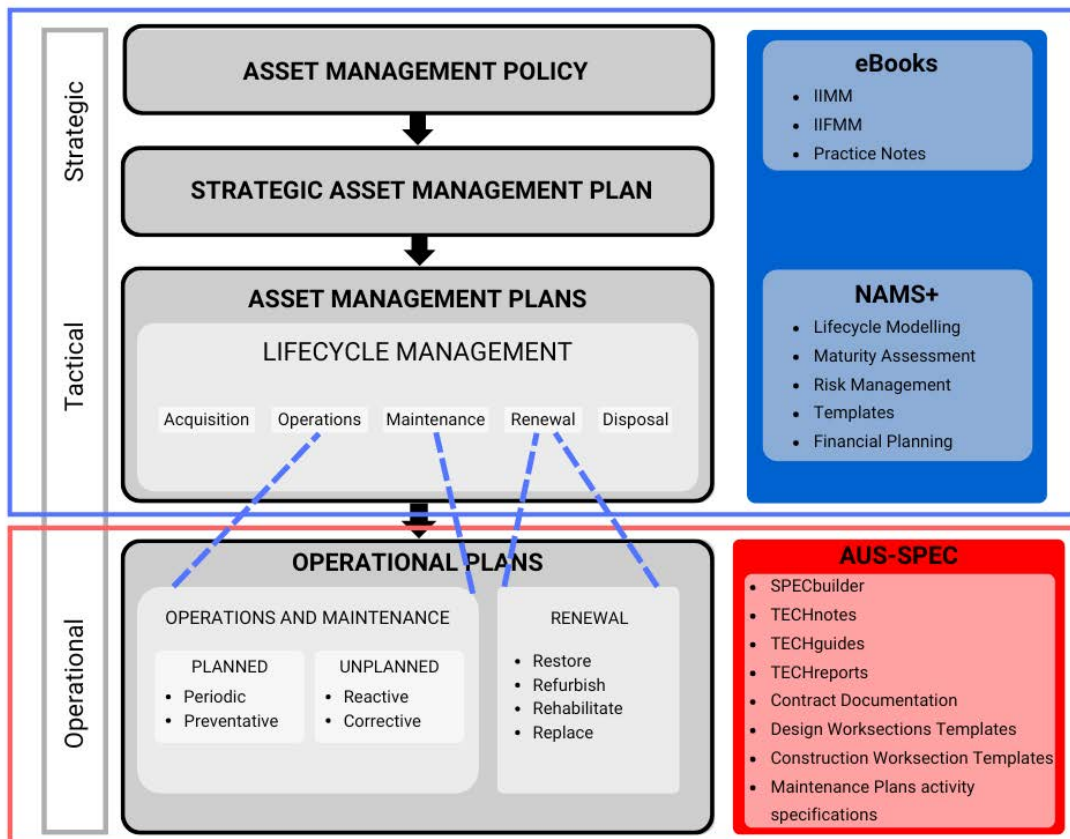 Strategic
Tactical
Operational
ASSET MANAGEMENT POLICY
STRATEGIC ASSET MANAGEMENT PLAN
ASSET MANAGEMENT PLANS
LIFECYCLE MANAGEMENT
Acquisition
Operations
Maintenance
Renewal
Disposal
OPERATIONAL PLANS
OPERATIONS AND MAINTENANCE
PLANNED
• Periodic
• Preventative
UNPLANNED
• Reactive
• Corrective
RENEWAL
• Restore
• Refurbish
• Rehabilitate
• Replace
eBooks
• IIMM
• IIFMM
• Practice Notes
NAMS+
• Lifecycle Modelling
• Maturity Assessment
• Risk Management
• Templates
• Financial Planning
AUS-SPEC
• SPECbuilder
• TECHnotes
• TECHguides
• TECHreports
• Contract Documentation
• Design Worksections Templates
• Construction Worksection Templates
• Maintenance Plans activity
specifications